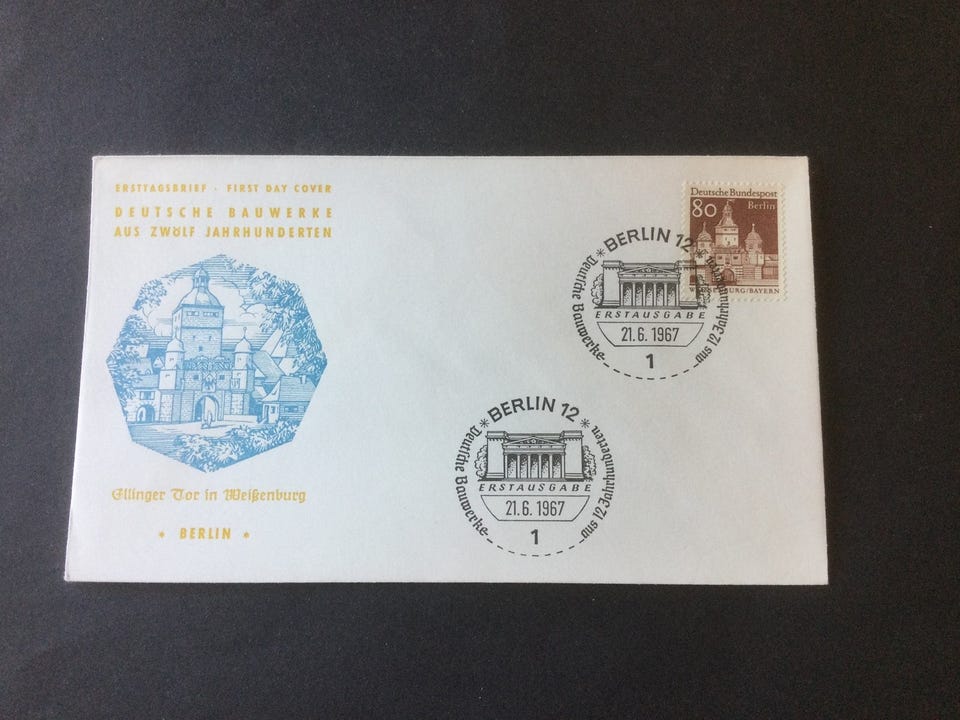 ERSTTAGSBRIEF · FIRST DAY COVER
DEUTSCHE BAUWERKE
AUS ZWÖLF JAHRHUNDERTEN
Ellinger Tor in Weißenburg
* BERLIN *
Deutsche Bundespost
80 Berlin
BURG/BAYERN
* BERLIN 12 *
Deutsche Bauwerke
aus 12 Jahrhunderten
ERSTAUSGABE
21.6.1967
1
* BERLIN 12 *
Deutsche Bauwerke
aus 12 Jahrhunderten
ERSTAUSGABE
21.6.1967
1